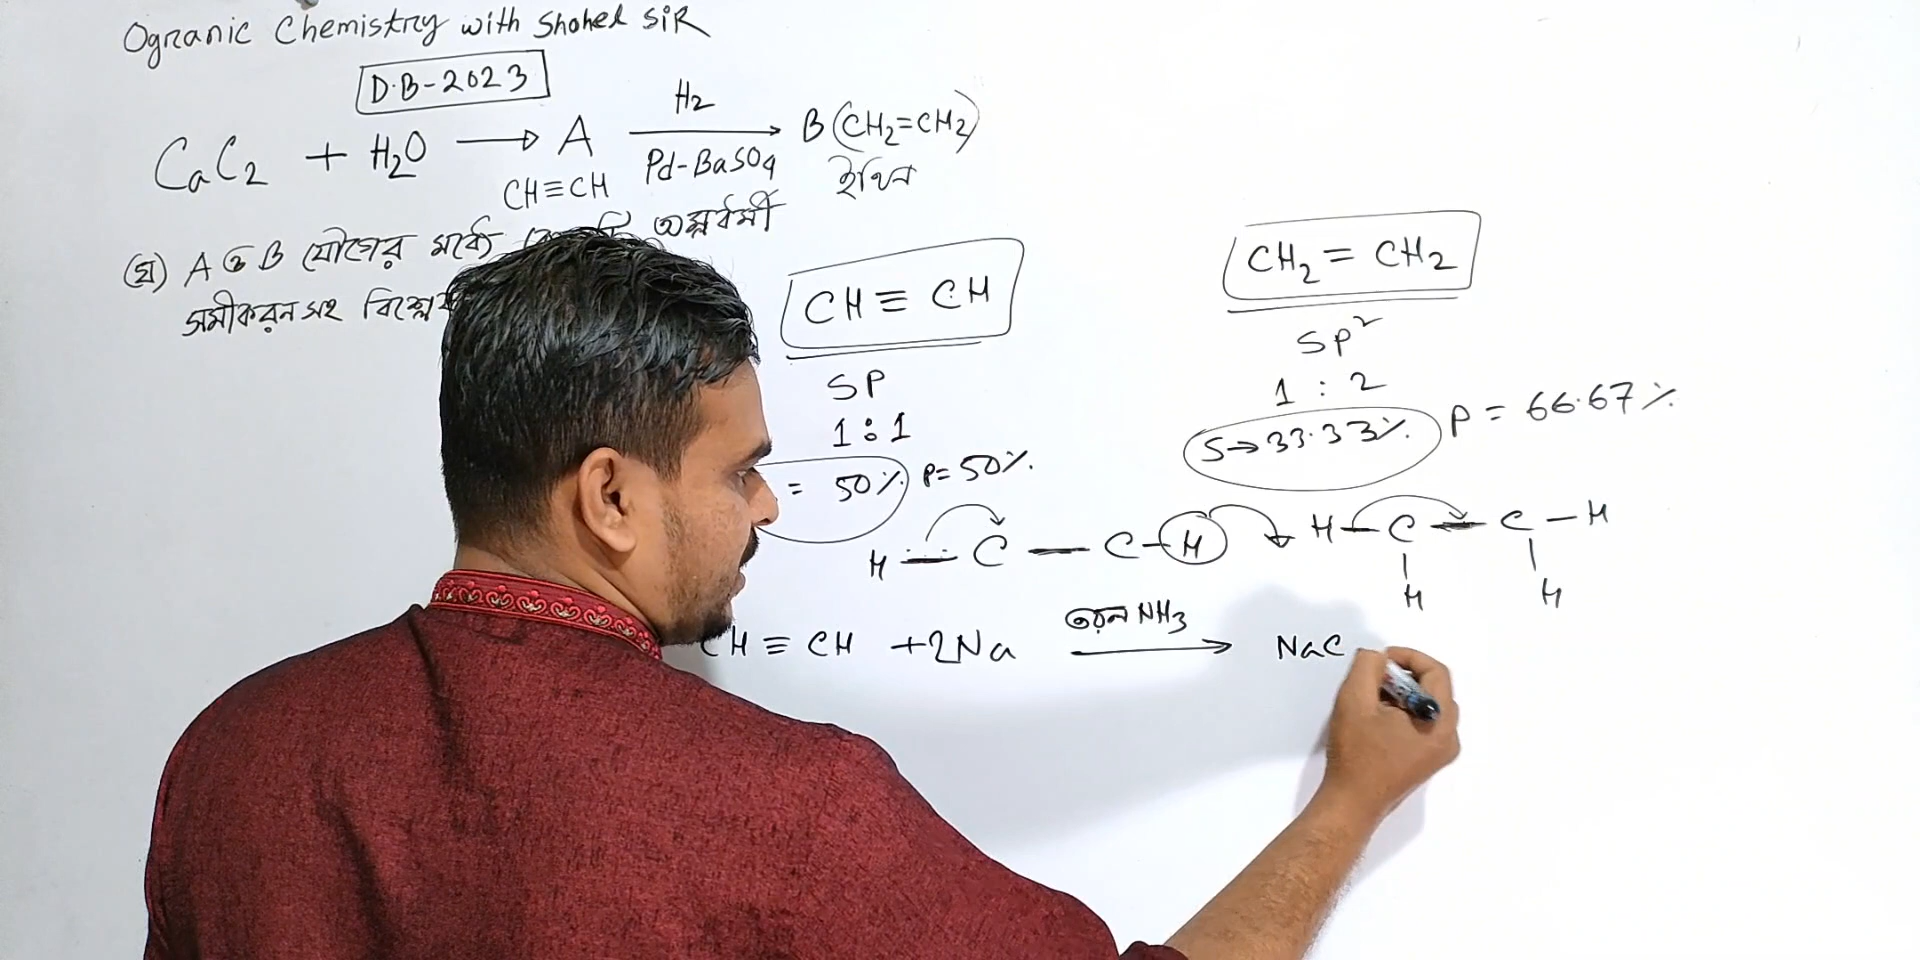 Ogranic Chemistry with Shohel SiR
D.B-2023
CaC₂ + H₂O → A H₂ Pd-BaSO₄ B(CH₂=CH₂)
CH≡CH ইথিন
(ঘ) A ও B যৌগের মধ্যে অম্লধর্মী
সমীকরন সহ
CH≡CH
CH₂=CH₂
SP
SP²
1:1
1 : 2
= 50% P=50%
S→33.33% P = 66.67%
H — C — C-H
H—C—C—H
H H
CH≡CH +2Na তরল NH₃ → NaC